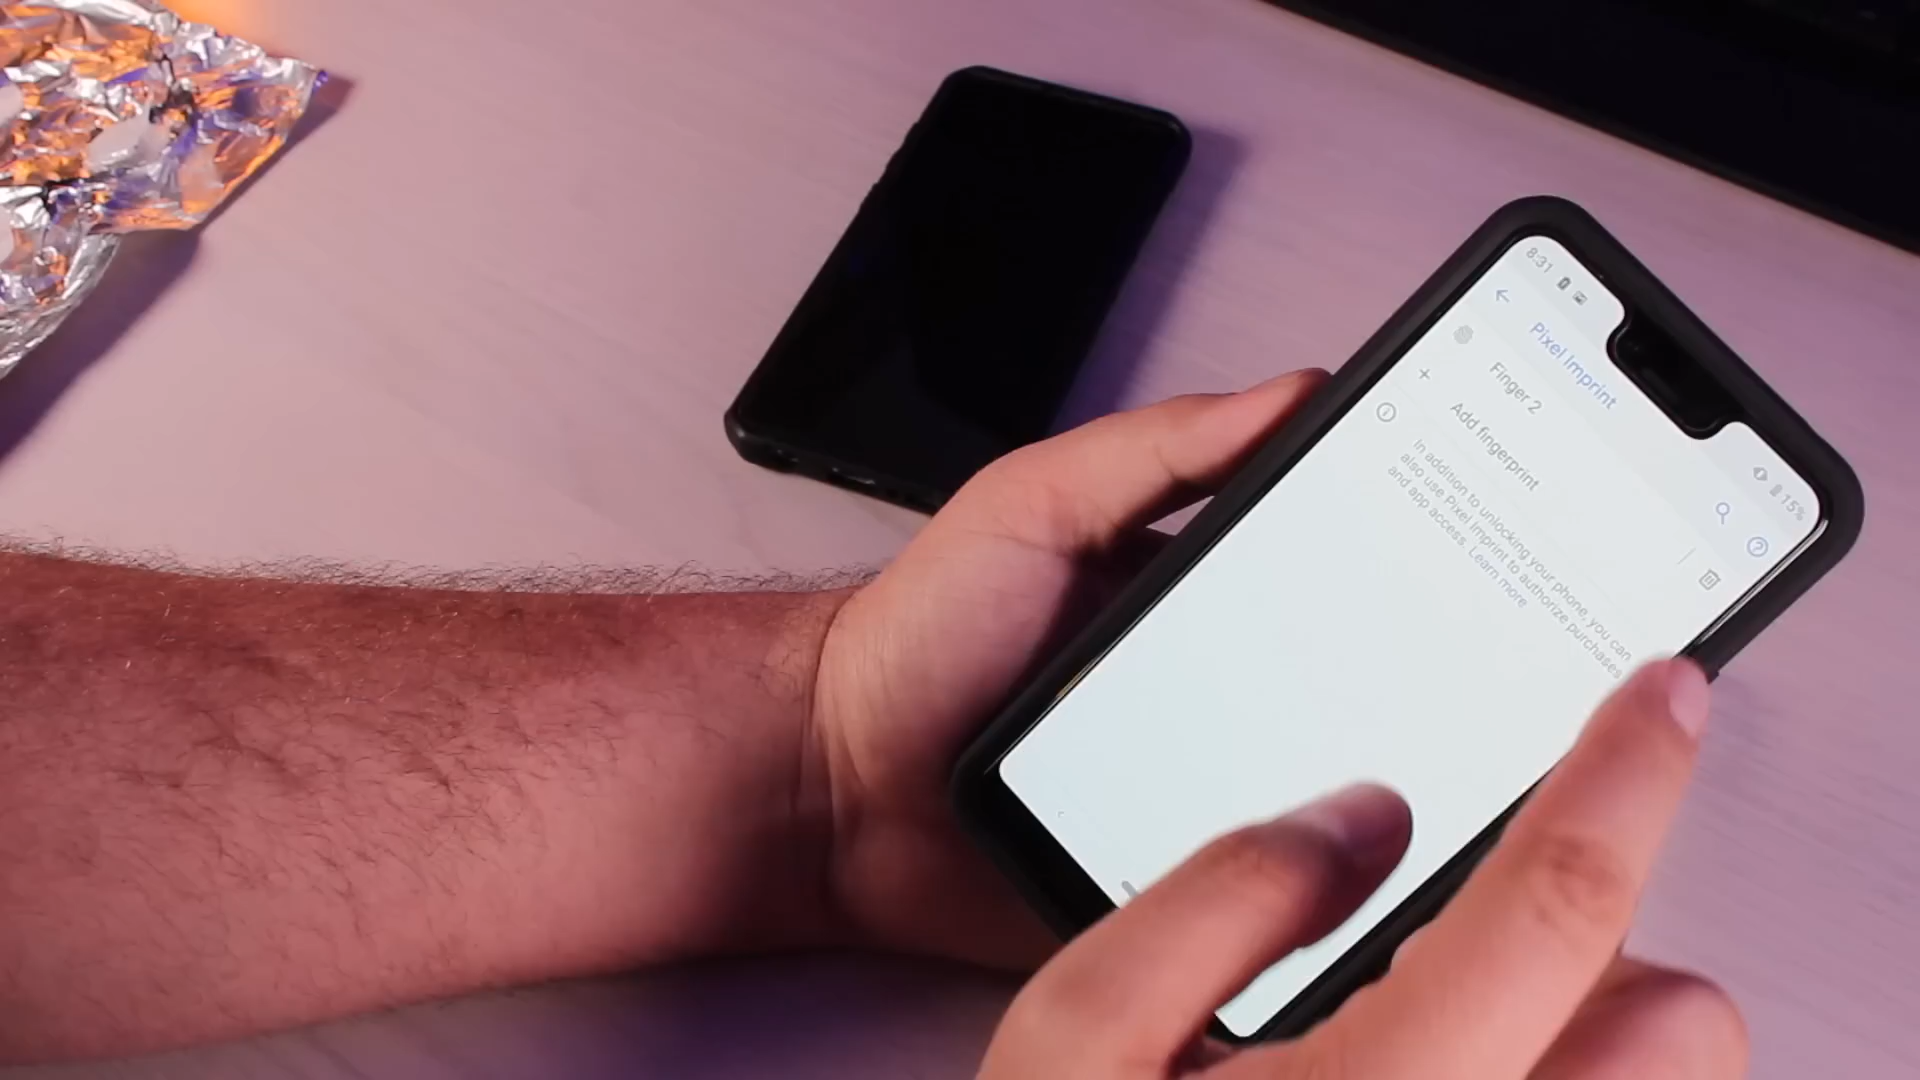 8:31
15%
Pixel Imprint
Finger 2
Add fingerprint
In addition to unlocking your phone, you can
also use Pixel Imprint to authorize purchases
and app access. Learn more